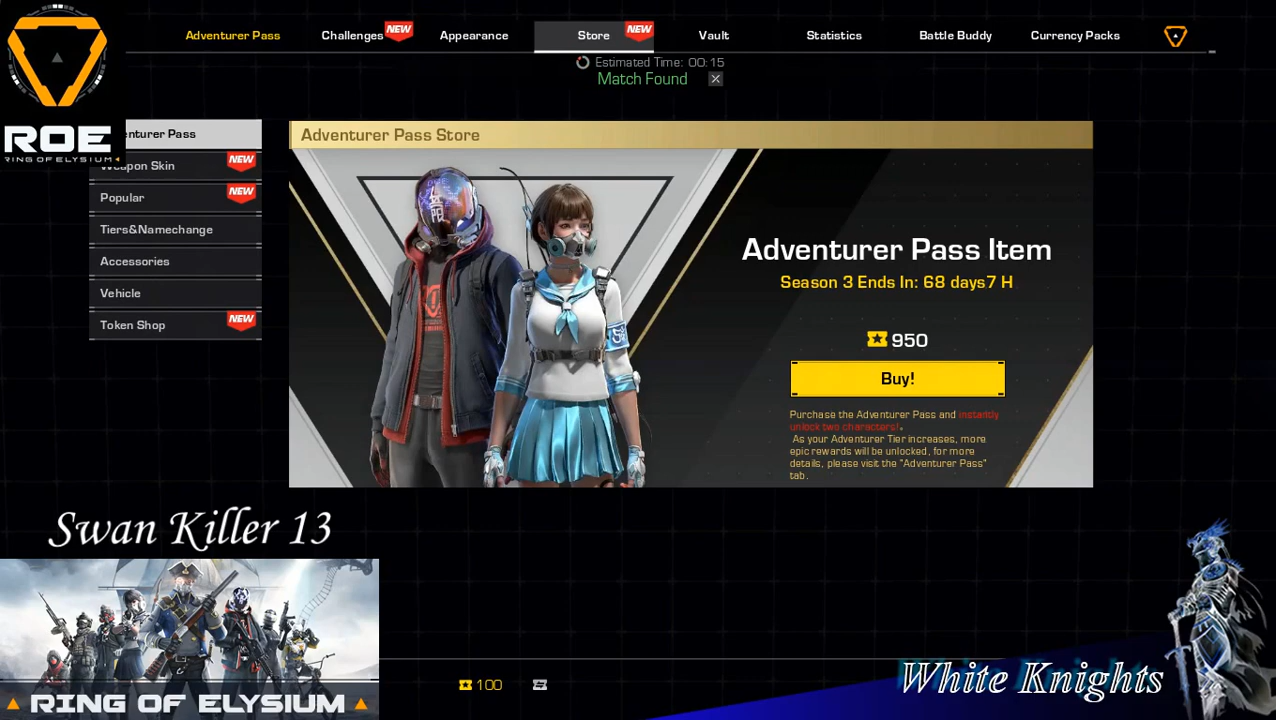 Adventurer Pass
Challenges
NEW
Appearance
Store
NEW
Vault
Statistics
Battle Buddy
Currency Packs
Estimated Time: 00:15
Match Found
ROE
RING OF ELYSIUM
enturer Pass
Weapon Skin
NEW
Popular
NEW
Tiers&Namechange
Accessories
Vehicle
Token Shop
NEW
Adventurer Pass Store
Adventurer Pass Item
Season 3 Ends In: 68 days7 H
950
Buy!
Purchase the Adventurer Pass and instantly
unlock two characters!。
As your Adventurer Tier increases, more
epic rewards will be unlocked, for more
details, please visit the "Adventurer Pass"
tab.
Swan Killer 13
RING OF ELYSIUM
100
White Knights